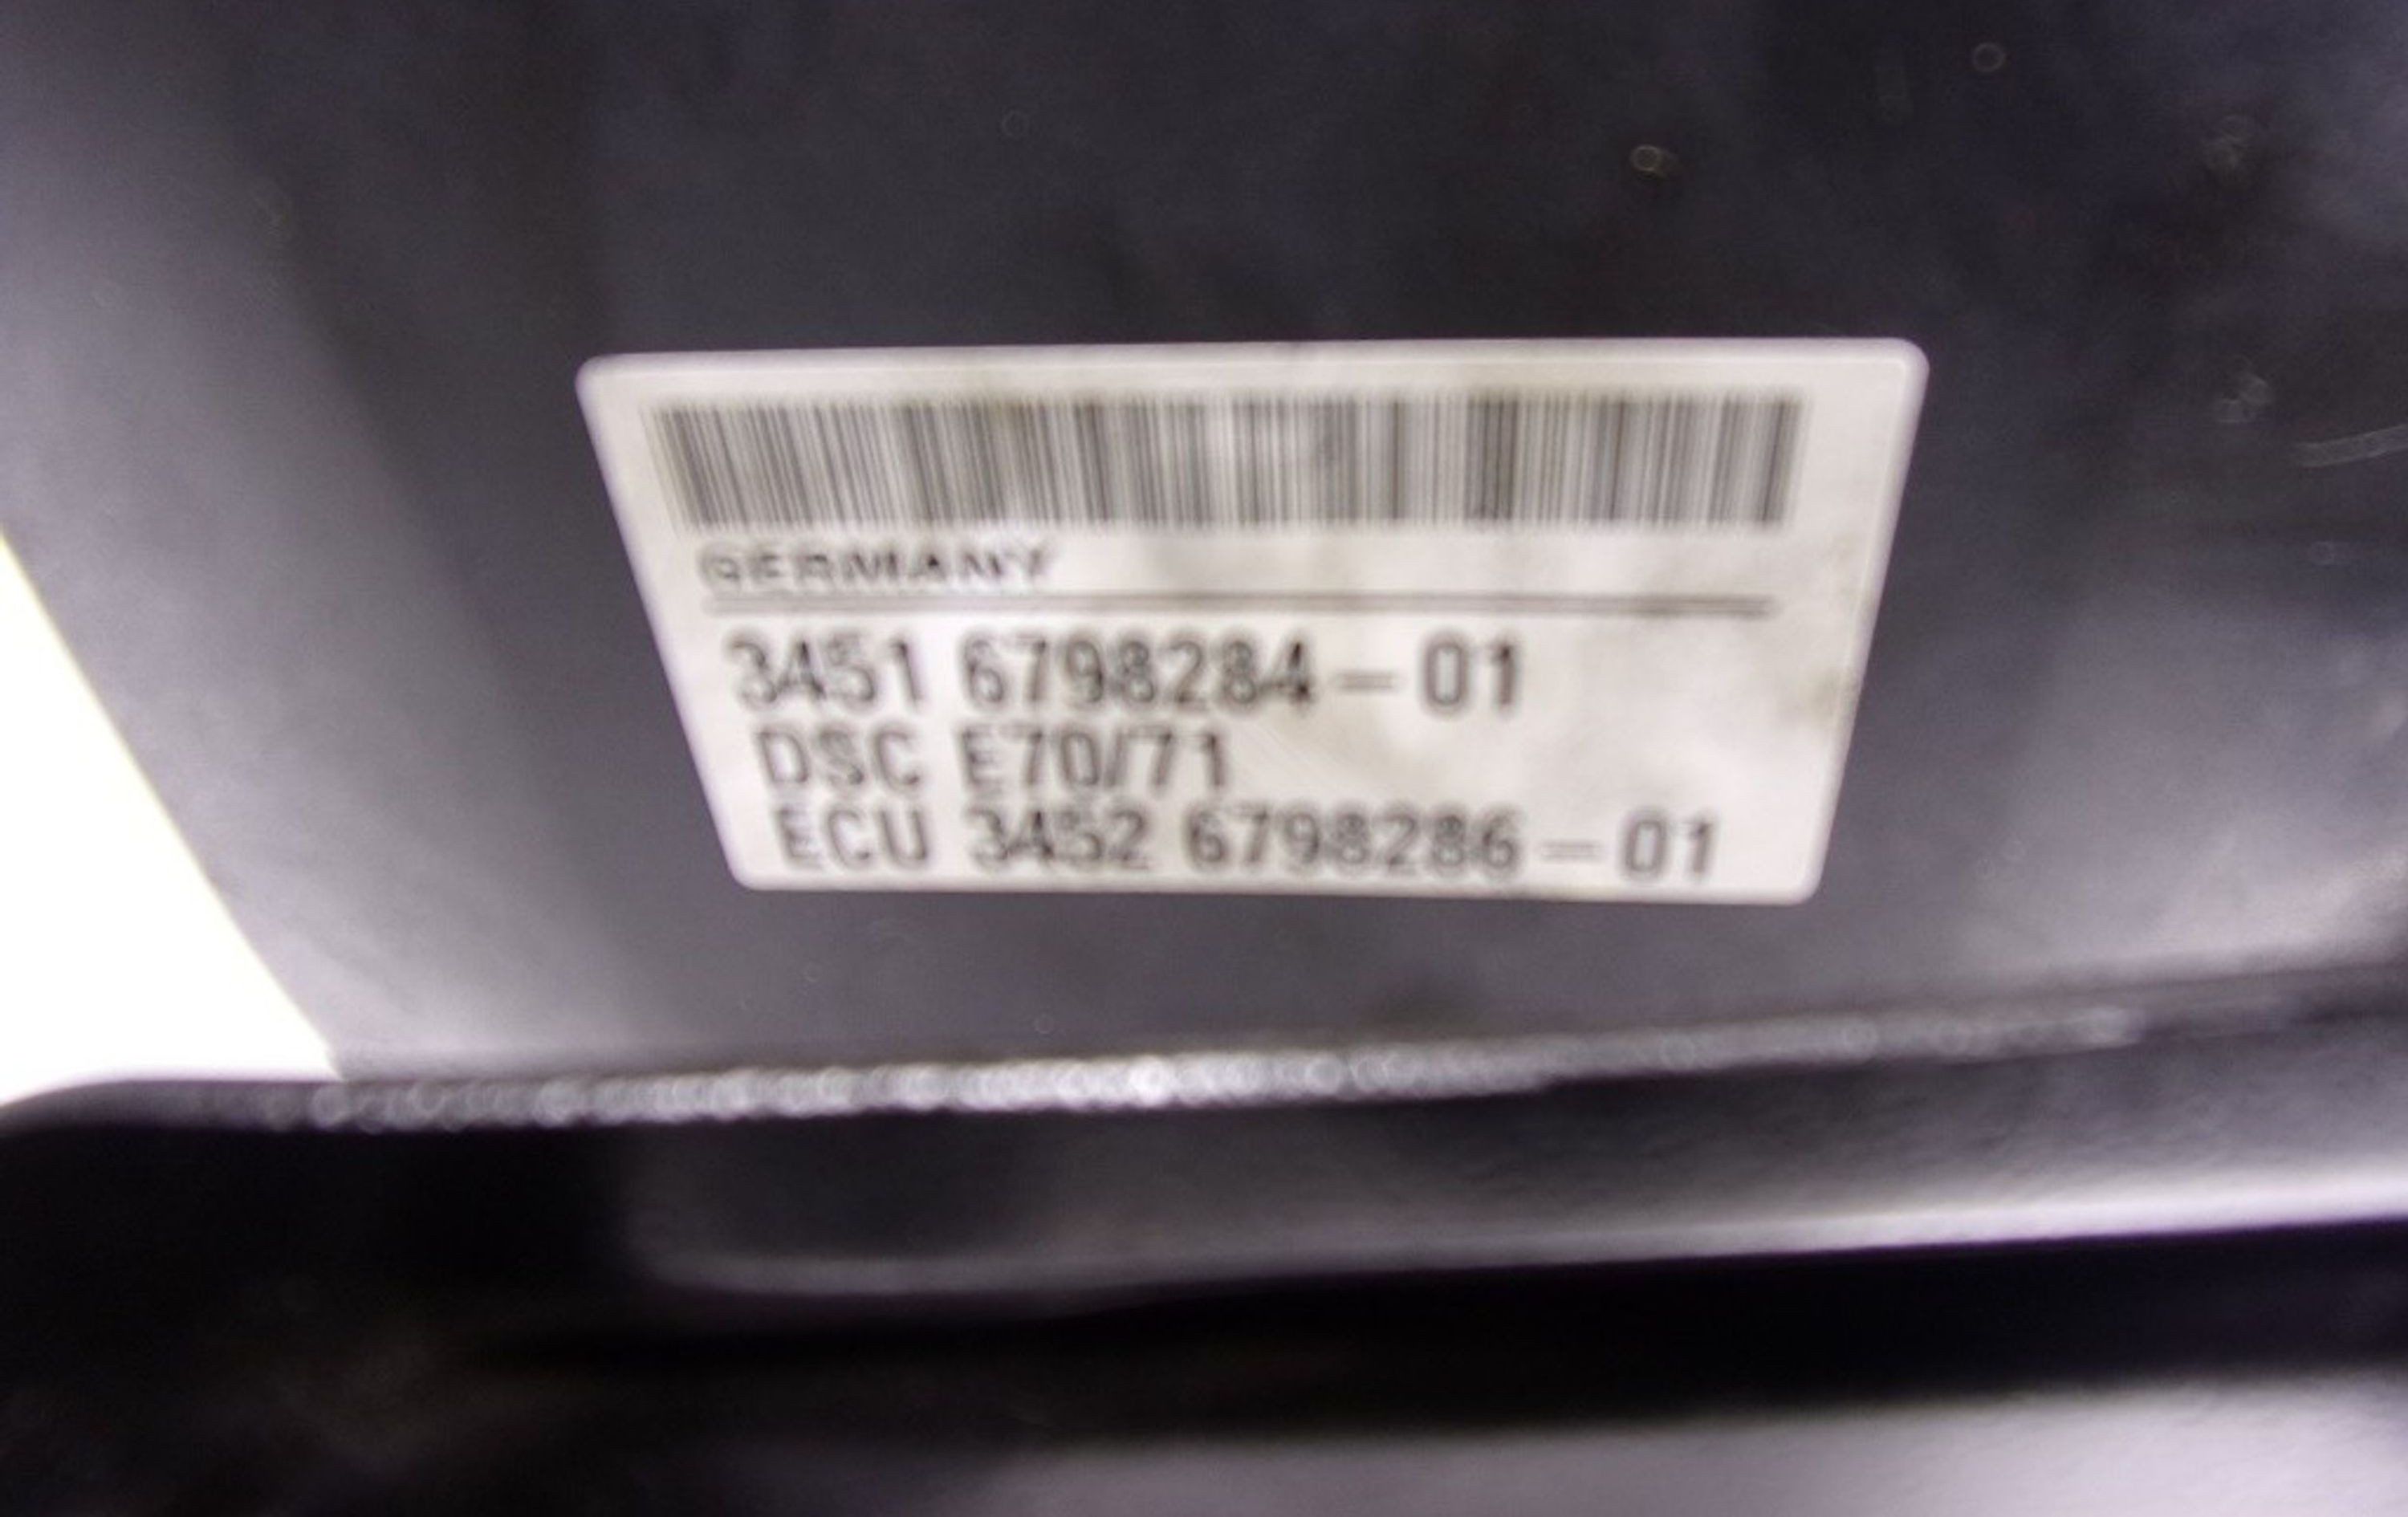 GERMANY
3451 6798284-01
DSC E70/71
ECU 3452 6798286-01